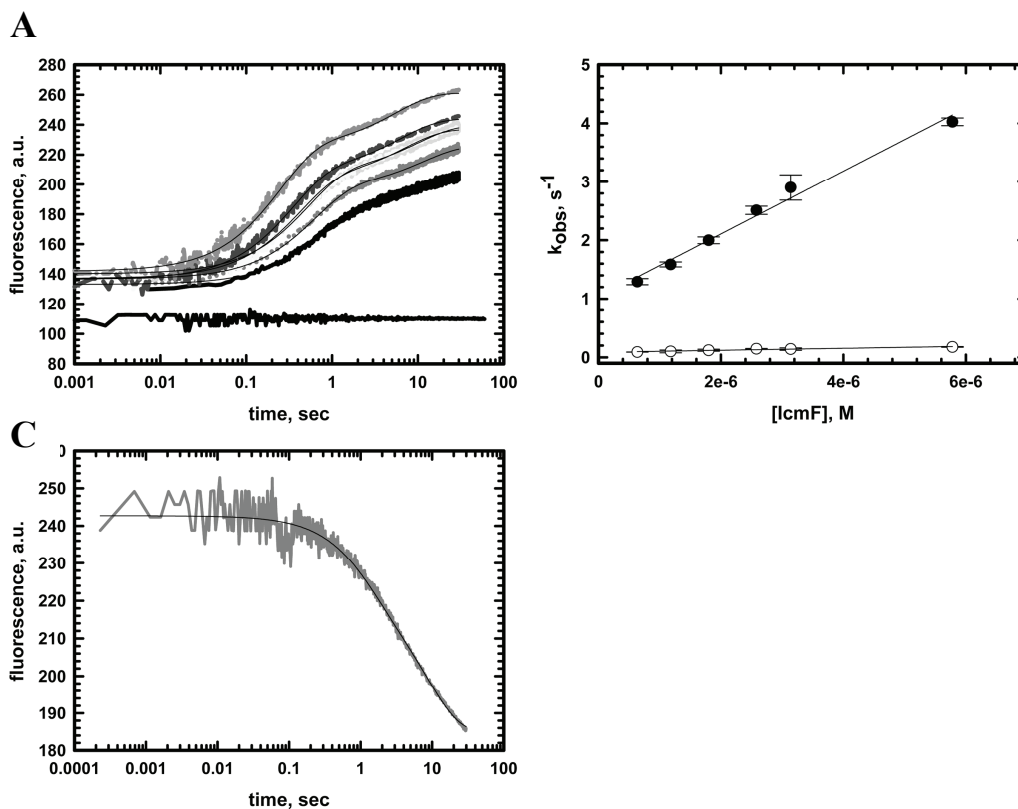 A
280
260
240
220
200
180
160
140
120
100
80
fluorescence, a.u.
0.001 0.01 0.1 1 10 100
time, sec
5
4
3
2
1
0
kobs, s-1
0 2e-6 4e-6 6e-6
[IcmF], M
C
0
250
240
230
220
210
200
190
180
fluorescence, a.u.
0.0001 0.001 0.01 0.1 1 10 100
time, sec